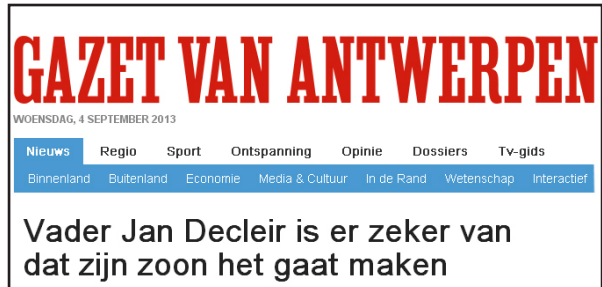 GAZET VAN ANTWERPEN
WOENSDAG, 4 SEPTEMBER 2013
Nieuws Regio Sport Ontspanning Opinie Dossiers Tv-gids
Binnenland Buitenland Economie Media & Cultuur In de Rand Wetenschap Interactief
Vader Jan Decleir is er zeker van
dat zijn zoon het gaat maken